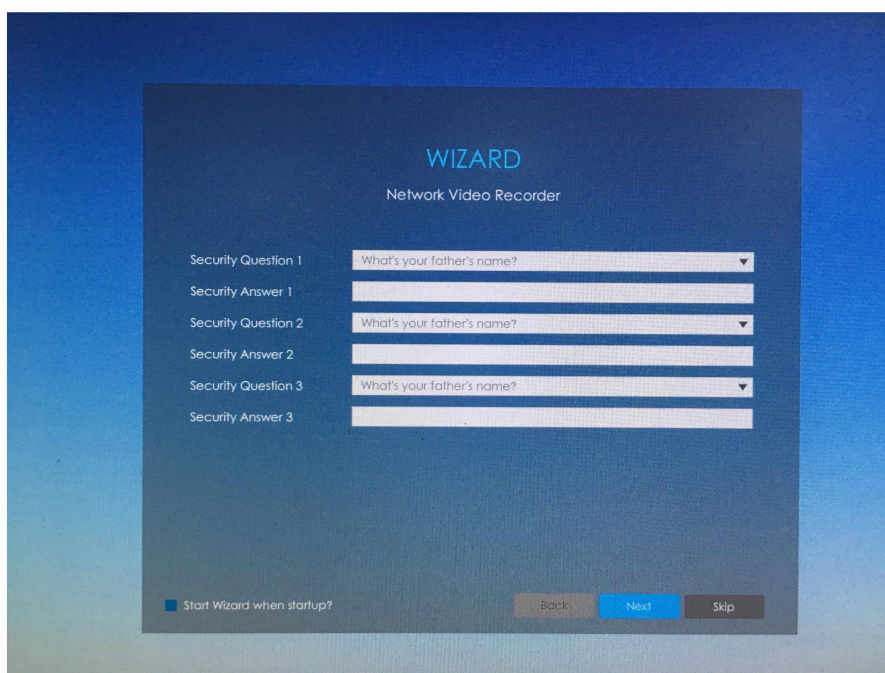 WIZARD
Network Video Recorder
Security Question 1 What's your father's name?
Security Answer 1
Security Question 2 What's your father's name?
Security Answer 2
Security Question 3 What's your father's name?
Security Answer 3
Start Wizard when startup? Back Next Skip